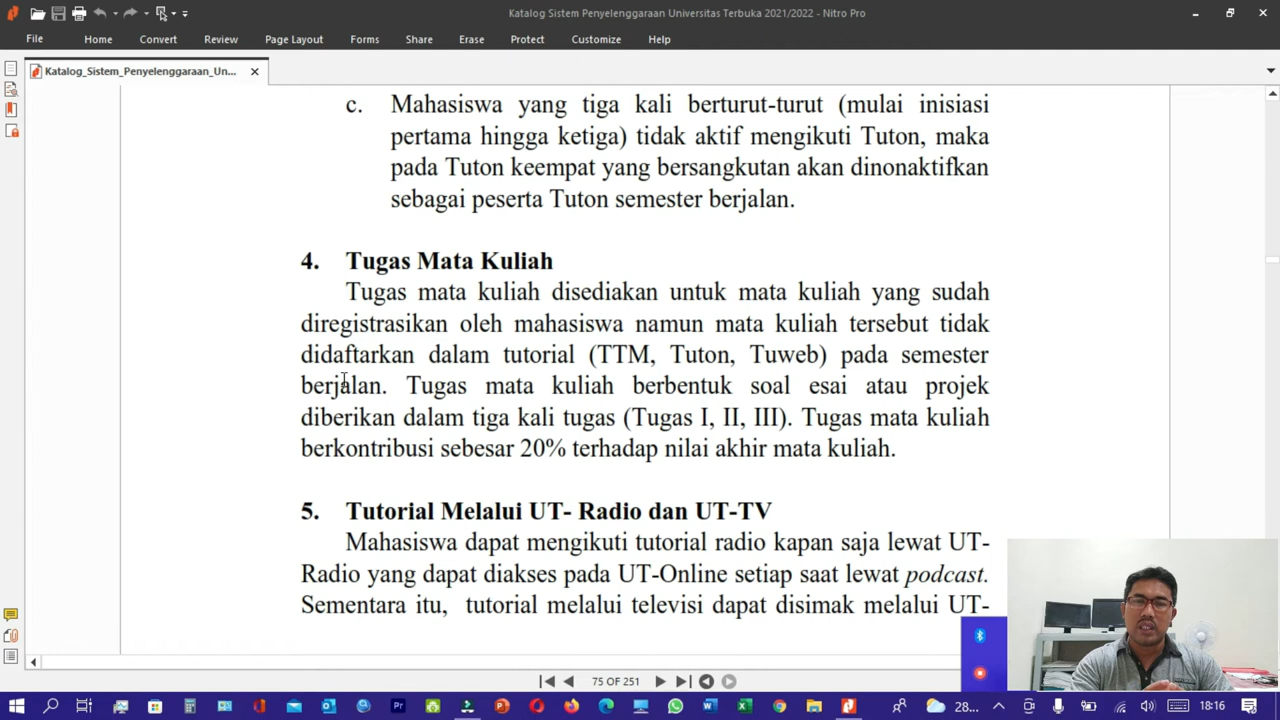 Katalog Sistem Penyelenggaraan Universitas Terbuka 2021/2022 - Nitro Pro
File Home Convert Review Page Layout Forms Share Erase Protect Customize Help
Katalog_Sistem_Penyelenggaraan_Un...
c. Mahasiswa yang tiga kali berturut-turut (mulai inisiasi
pertama hingga ketiga) tidak aktif mengikuti Tuton, maka
pada Tuton keempat yang bersangkutan akan dinonaktifkan
sebagai peserta Tuton semester berjalan.
4. Tugas Mata Kuliah
Tugas mata kuliah disediakan untuk mata kuliah yang sudah
diregistrasikan oleh mahasiswa namun mata kuliah tersebut tidak
didaftarkan dalam tutorial (TTM, Tuton, Tuweb) pada semester
berjalan. Tugas mata kuliah berbentuk soal esai atau projek
diberikan dalam tiga kali tugas (Tugas I, II, III). Tugas mata kuliah
berkontribusi sebesar 20% terhadap nilai akhir mata kuliah.
5. Tutorial Melalui UT- Radio dan UT-TV
Mahasiswa dapat mengikuti tutorial radio kapan saja lewat UT-
Radio yang dapat diakses pada UT-Online setiap saat lewat podcast.
Sementara itu, tutorial melalui televisi dapat disimak melalui UT-
75 OF 251
28... 18:16